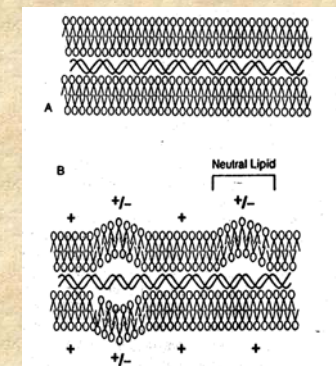 A
B
Neutral Lipid
+/– +/–
+ +
+ + +
+/–